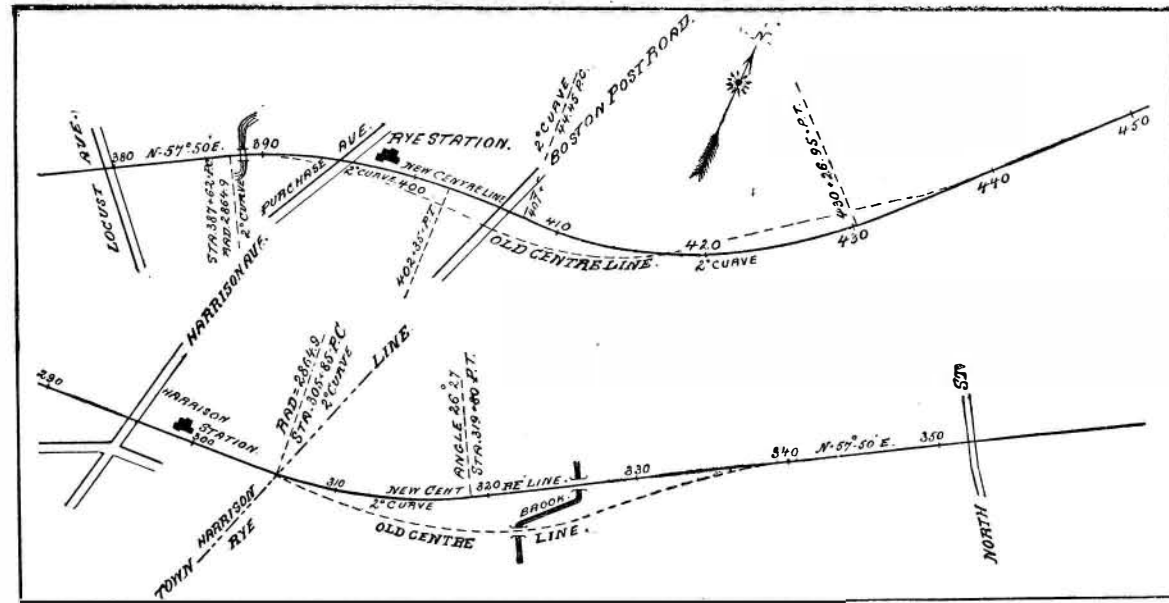 LOCUST AVE.
380
N-57°50'E.
STA.387+62.P.C.
RAD.2864.9
2°CURVE
390
PURCHASE AVE.
HARRISON AVE.
RYE STATION.
NEW CENTRE LINE
2°CURVE
400
402.35.P.T.
407+
44.45 P.C.
2°CURVE
BOSTON POST ROAD.
N
410
OLD CENTRE LINE.
420
2°CURVE
430+26.95.P.T.
430
440
450
290
HARRISON
STATION.
300
RAD=2864.9
STA.305+85.P.C
2°CURVE
TOWN LINE
HARRISON
RYE
310
NEW CENTRE LINE.
2°CURVE
ANGLE 26°27
STA.319+80 P.T.
320
OLD CENTRE LINE.
BROOK.
330
340
N-57°50'E.
350
NORTH ST